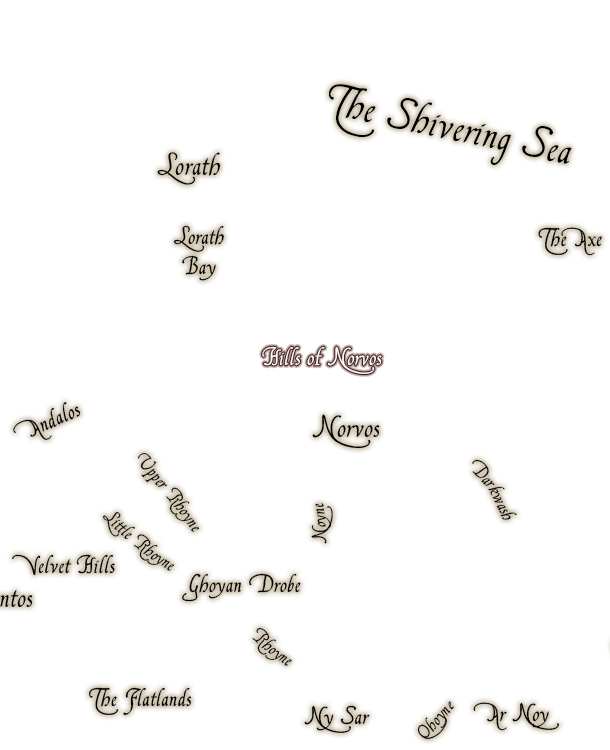 The Shivering Sea
Lorath
Lorath
Bay
The Axe
Hills of Norvos
Andalos
Norvos
Upper Rhoyne
Darkwash
Noyne
Little Rhoyne
Velvet Hills
Ghoyan Drohe
ntos
Rhoyne
The Flatlands
Ny Sar
Qhoyne
Ar Noy